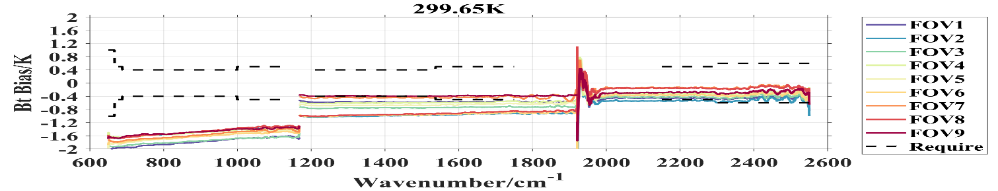 299.65K
Bt Bias/K
2
1.6
1.2
0.8
0.4
0
-0.4
-0.8
-1.2
-1.6
-2
600
800
1000
1200
1400
1600
1800
2000
2200
2400
2600
Wavenumber/cm-1
FOV1
FOV2
FOV3
FOV4
FOV5
FOV6
FOV7
FOV8
FOV9
Require